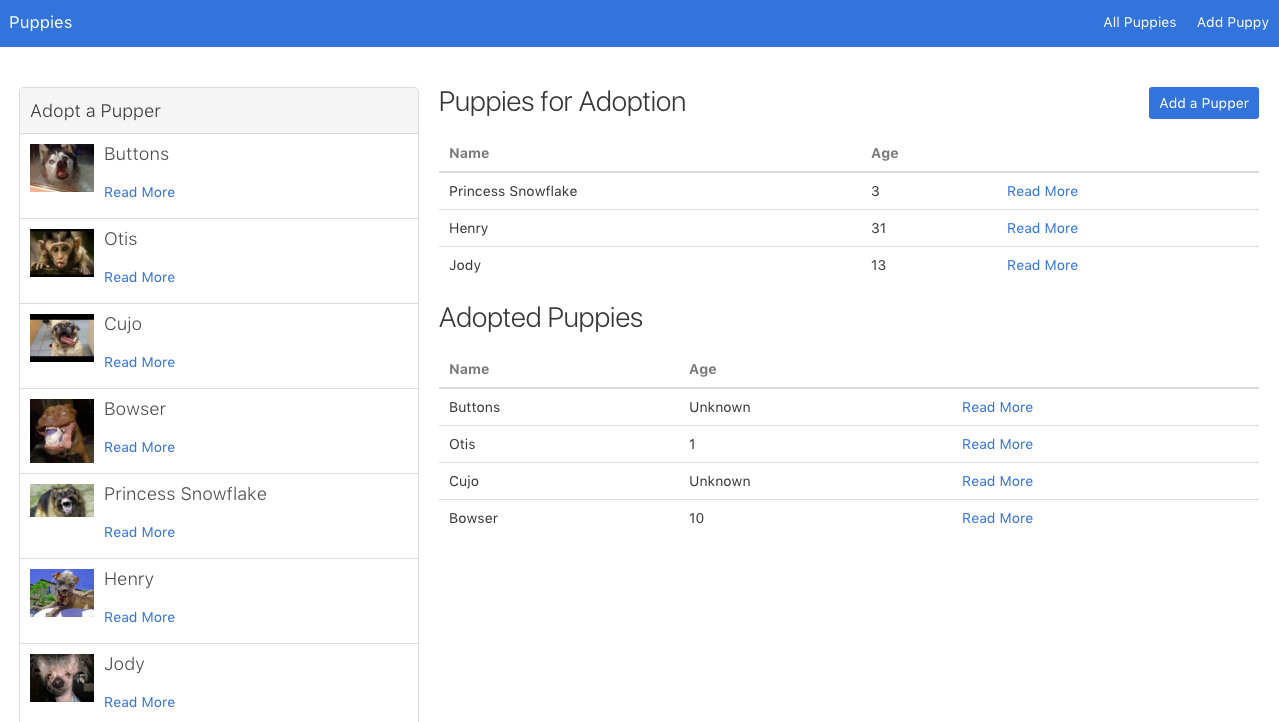 Puppies
All Puppies
Add Puppy
Adopt a Pupper
Buttons
Read More
Otis
Read More
Cujo
Read More
Bowser
Read More
Princess Snowflake
Read More
Henry
Read More
Jody
Read More
Puppies for Adoption
Add a Pupper
Name Age
Princess Snowflake 3 Read More
Henry 31 Read More
Jody 13 Read More
Adopted Puppies
Name Age
Buttons Unknown Read More
Otis 1 Read More
Cujo Unknown Read More
Bowser 10 Read More